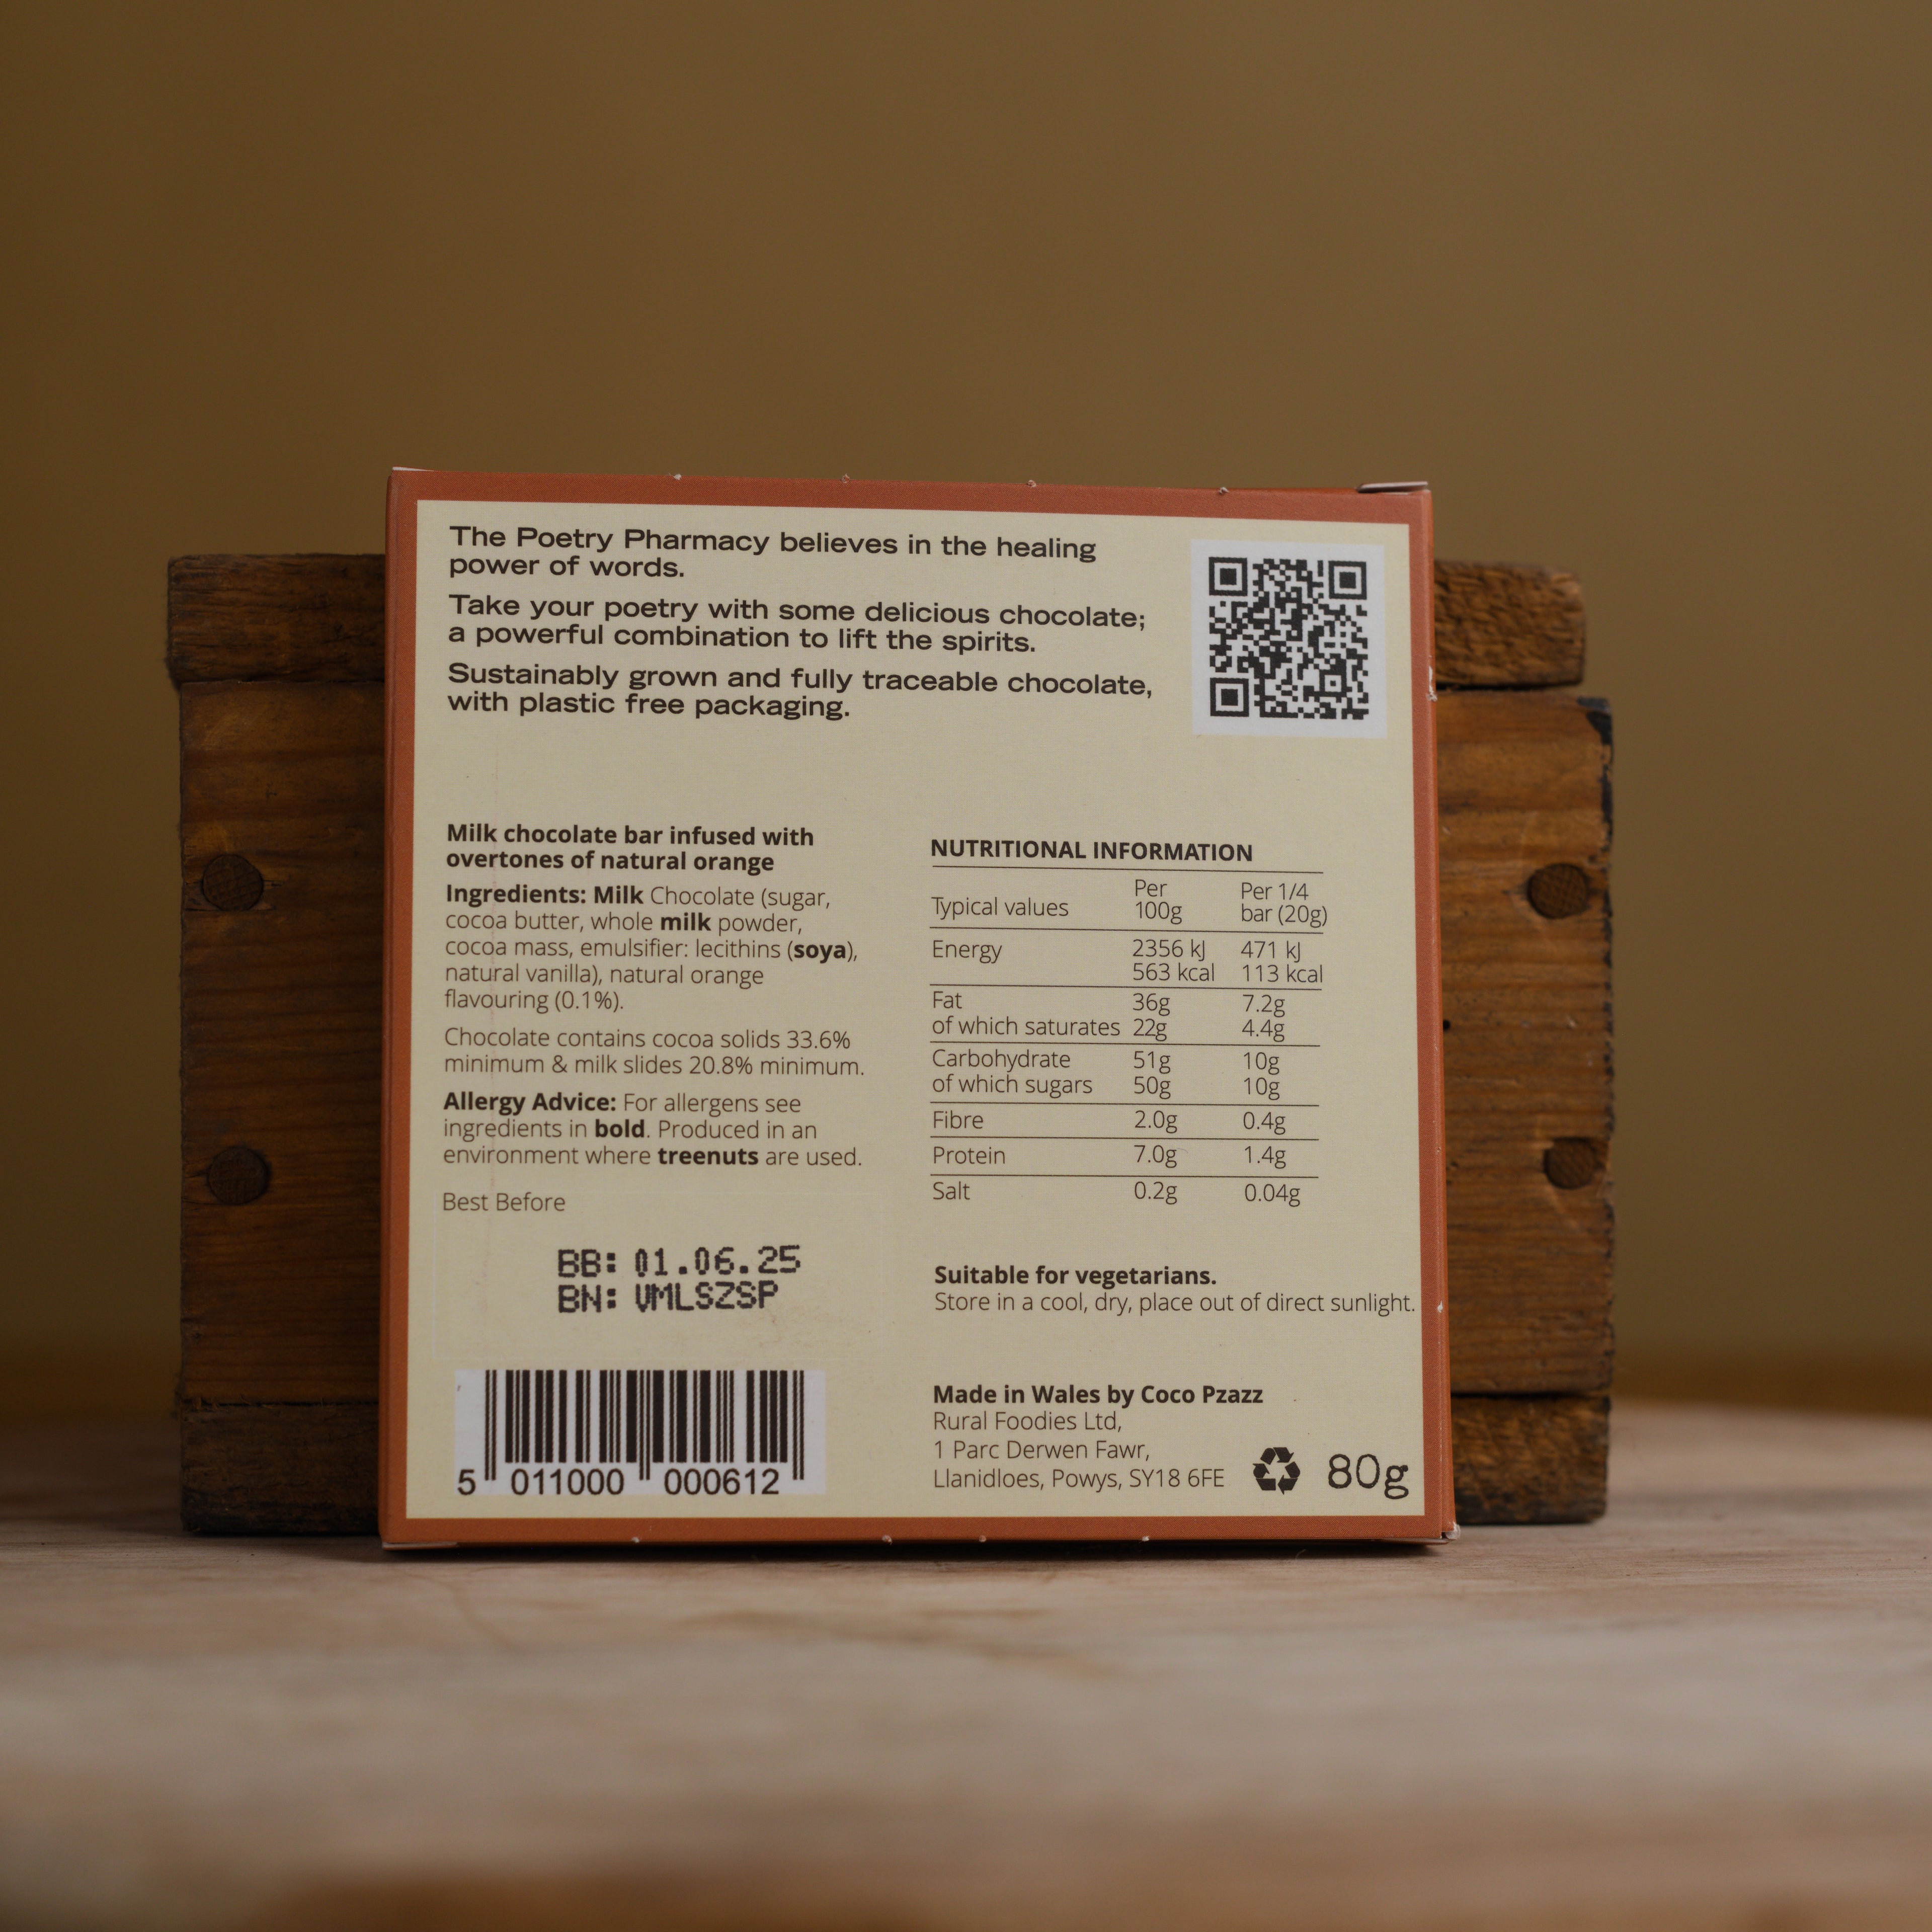 The Poetry Pharmacy believes in the healing
power of words.
Take your poetry with some delicious chocolate;
a powerful combination to lift the spirits.
Sustainably grown and fully traceable chocolate,
with plastic free packaging.
Milk chocolate bar infused with
overtones of natural orange
Ingredients: Milk Chocolate (sugar,
cocoa butter, whole milk powder,
cocoa mass, emulsifier: lecithins (soya),
natural vanilla), natural orange
flavouring (0.1%).
Chocolate contains cocoa solids 33.6%
minimum & milk slides 20.8% minimum.
Allergy Advice: For allergens see
ingredients in bold. Produced in an
environment where treenuts are used.
Best Before
BB: 01.06.25
BN: VMLSZSP
5 011000 000612
NUTRITIONAL INFORMATION
Typical values Per 100g Per 1/4 bar (20g)
Energy 2356 kJ 471 kJ
563 kcal 113 kcal
Fat 36g 7.2g
of which saturates 22g 4.4g
Carbohydrate 51g 10g
of which sugars 50g 10g
Fibre 2.0g 0.4g
Protein 7.0g 1.4g
Salt 0.2g 0.04g
Suitable for vegetarians.
Store in a cool, dry, place out of direct sunlight.
Made in Wales by Coco Pzazz
Rural Foodies Ltd,
1 Parc Derwen Fawr,
Llanidloes, Powys, SY18 6FE
80g